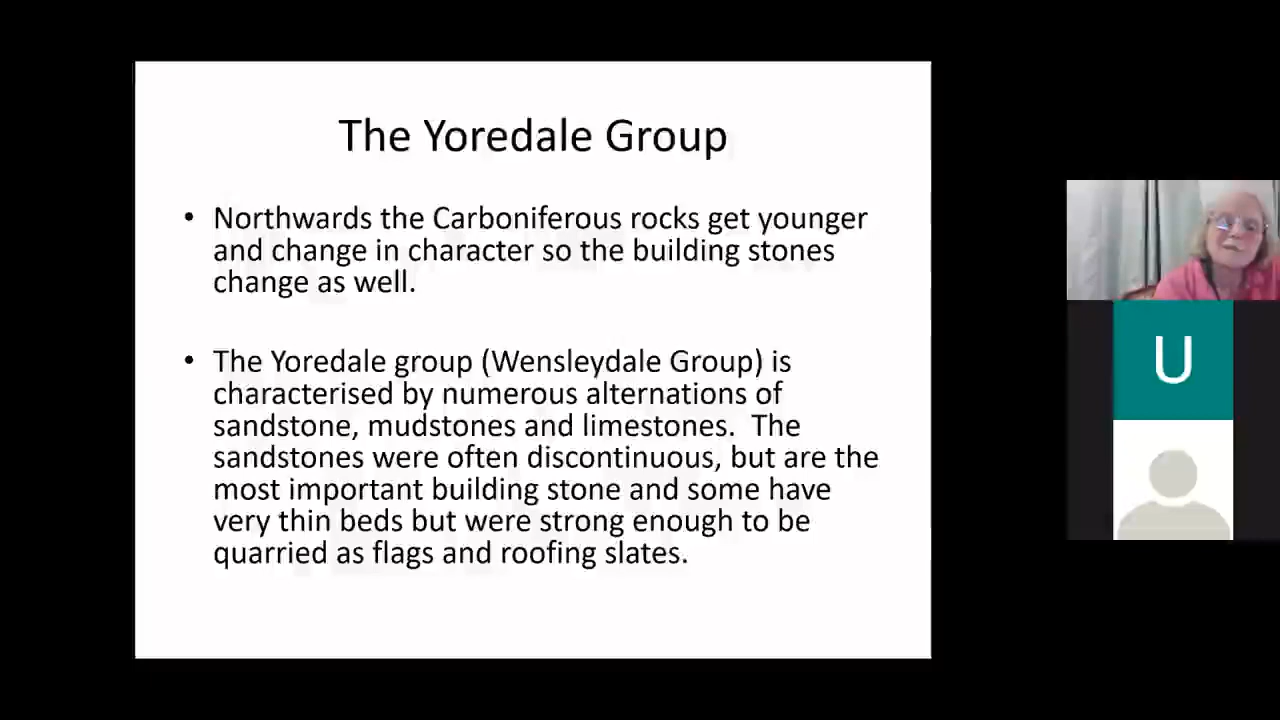 The Yoredale Group
• Northwards the Carboniferous rocks get younger
and change in character so the building stones
change as well.
• The Yoredale group (Wensleydale Group) is
characterised by numerous alternations of
sandstone, mudstones and limestones.  The
sandstones were often discontinuous, but are the
most important building stone and some have
very thin beds but were strong enough to be
quarried as flags and roofing slates.
U